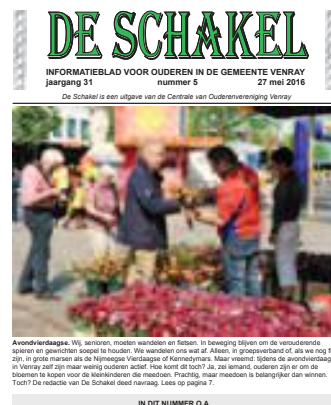 DE SCHAKEL
INFORMATIEBLAD VOOR OUDEREN IN DE GEMEENTE VENRAY
jaargang 31 nummer 5 27 mei 2016
De Schakel is een uitgave van de Centrale van Ouderenvereniging Venray
Avondvierdaagse. Wij, senioren, moeten wandelen en fietsen. In beweging blijven om de verouderende
spieren en gewrichten soepel te houden. We wandelen ons wat af. Alleen, in groepsverband of, als we nog fit
zijn, in grote marsen als de Nijmeegse Vierdaagse of Kennedymars. Maar vreemd: tijdens de avondvierdaagse
in Venray zelf zijn maar weinig ouderen actief. Hoe komt dit toch? Ja, zei iemand, ouderen zijn er om de
bloemen te kopen voor de kleinkinderen die meedoen. Prachtig, maar meedoen is belangrijker dan winnen.
Toch? De redactie van De Schakel deed navraag. Lees op pagina 7.
IN DIT NUMMER O.A.